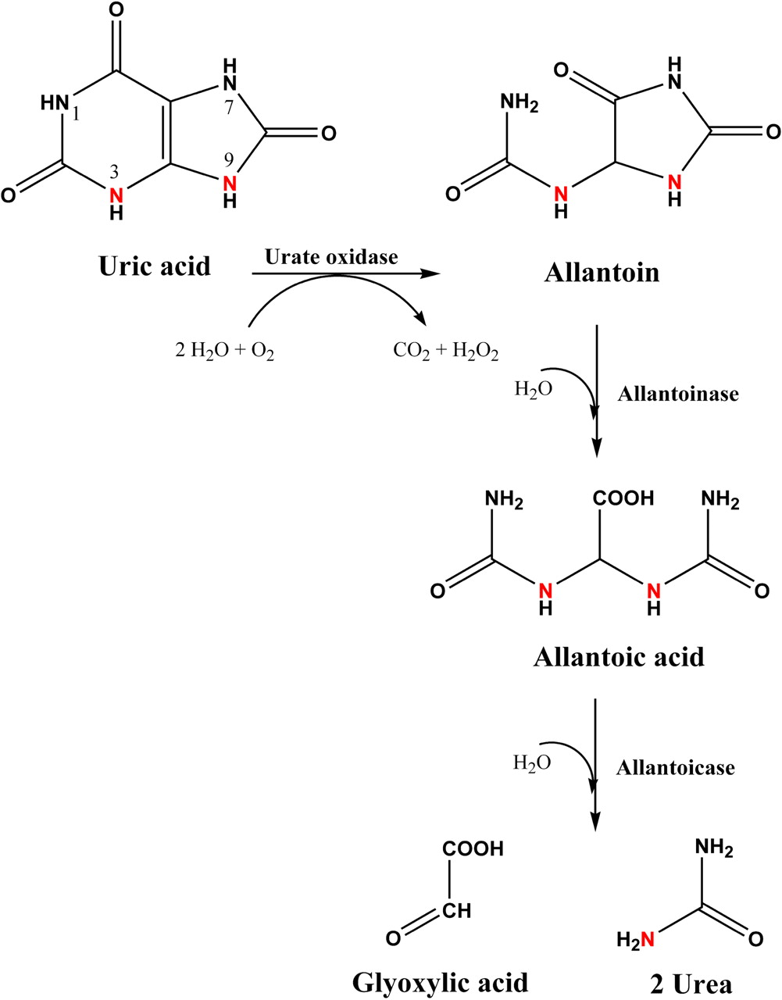 O
O
H
N
7
NH2
H
N
HN
1
O
O
O
3
9
O
N
H
N
H
O
N
H
N
H
Uric acid
Urate oxidase
Allantoin
2 H2O + O2
CO2 + H2O2
H2O
Allantoinase
NH2
COOH
NH2
O
N
H
N
H
O
Allantoic acid
H2O
Allantoicase
COOH
NH2
CH
O
H2N
O
Glyoxylic acid
2 Urea